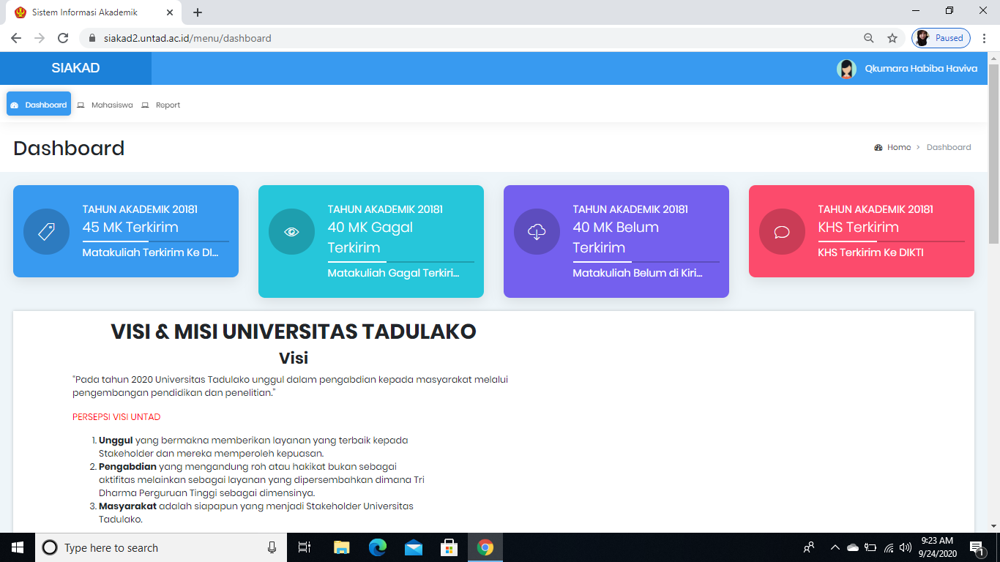 Sistem Informasi Akademik
siakad2.untad.ac.id/menu/dashboard
Paused
SIAKAD
Qkumara Habiba Haviva
Dashboard
Mahasiswa
Report
Dashboard
Home > Dashboard
TAHUN AKADEMIK 20181
45 MK Terkirim
Matakuliah Terkirim Ke DI...
TAHUN AKADEMIK 20181
40 MK Gagal
Terkirim
Matakuliah Gagal Terkiri...
TAHUN AKADEMIK 20181
40 MK Belum
Terkirim
Matakuliah Belum di Kiri...
TAHUN AKADEMIK 20181
KHS Terkirim
KHS Terkirim Ke DIKTI
VISI & MISI UNIVERSITAS TADULAKO
Visi
"Pada tahun 2020 Universitas Tadulako unggul dalam pengabdian kepada masyarakat melalui
pengembangan pendidikan dan penelitian."
PERSEPSI VISI UNTAD
1. Unggul yang bermakna memberikan layanan yang terbaik kepada
Stakeholder dan mereka memperoleh kepuasan.
2. Pengabdian yang mengandung roh atau hakikat bukan sebagai
aktifitas melainkan sebagai layanan yang dipersembahkan dimana Tri
Dharma Perguruan Tinggi sebagai dimensinya.
3. Masyarakat adalah siapapun yang menjadi Stakeholder Universitas
Tadulako.
Type here to search
9:23 AM
9/24/2020
1